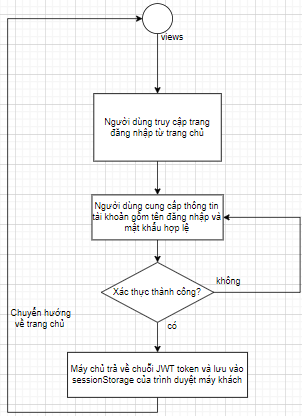 views
Người dùng truy cập trang
đăng nhập từ trang chủ
Người dùng cung cấp thông tin
tài khoản gồm tên đăng nhập và
mật khẩu hợp lệ
không
Xác thực thành công?
có
Chuyển hướng
về trang chủ
Máy chủ trả về chuỗi JWT token và lưu vào
sessionStorage của trình duyệt máy khách